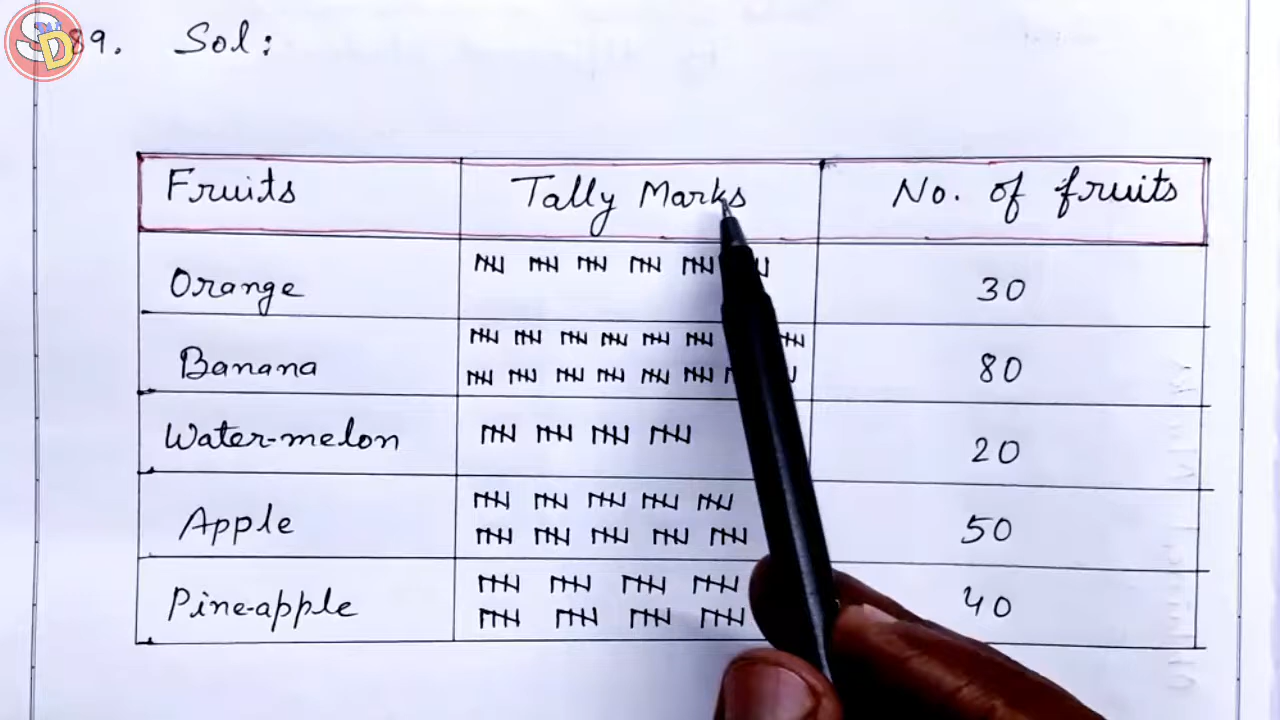 SD
89. Sol:
Fruits Tally Marks No. of fruits
Orange 30
Banana 80
Water-melon 20
Apple 50
Pine-apple 40